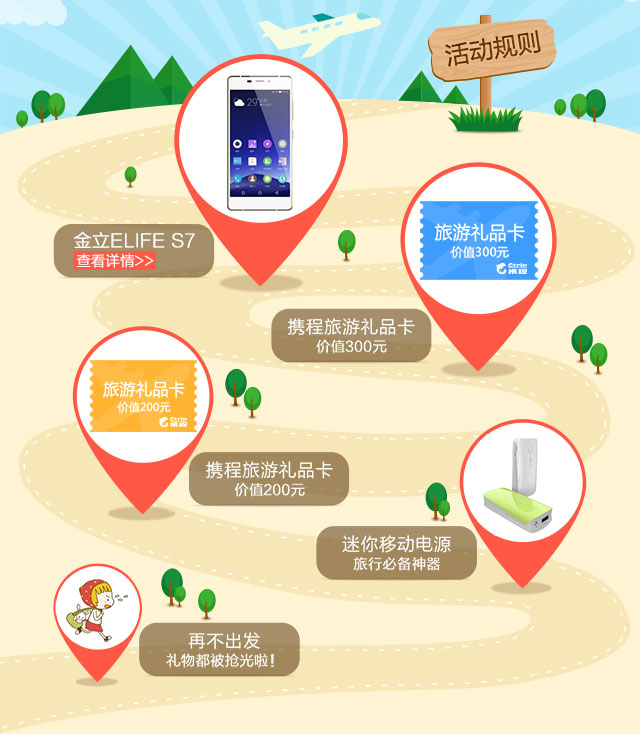 活动规则
29°
金立ELIFE S7
查看详情>>
旅游礼品卡
价值300元
Ctrip
携程
携程旅游礼品卡
价值300元
旅游礼品卡
价值200元
Ctrip
携程
携程旅游礼品卡
价值200元
迷你移动电源
旅行必备神器
再不出发
礼物都被抢光啦!